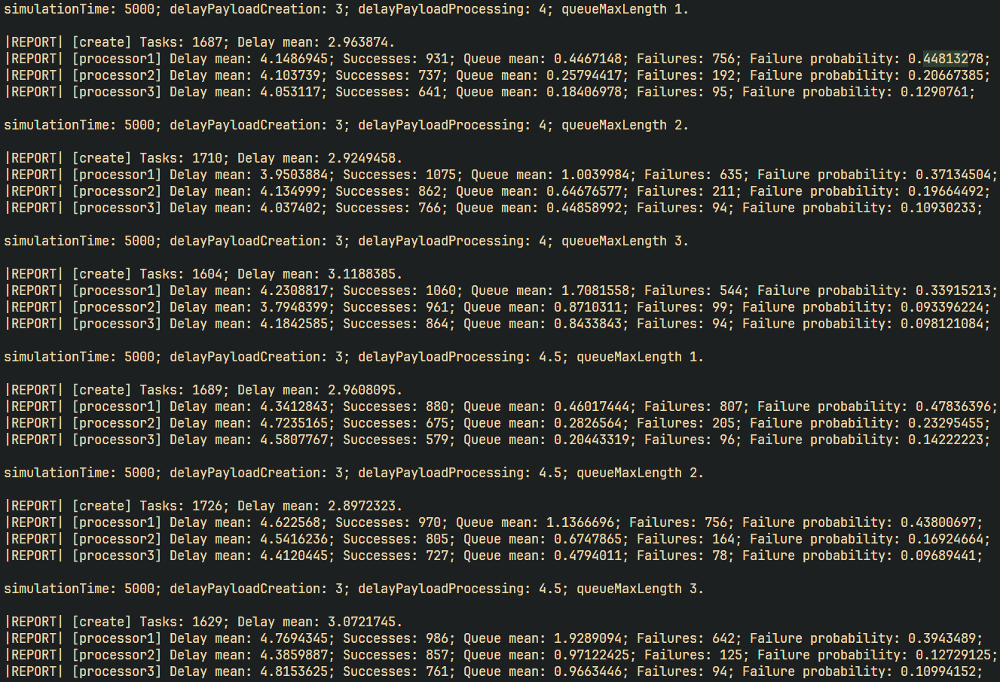 simulationTime: 5000; delayPayloadCreation: 3; delayPayloadProcessing: 4; queueMaxLength 1.
|REPORT| [create] Tasks: 1687; Delay mean: 2.963874.
|REPORT| [processor1] Delay mean: 4.1486945; Successes: 931; Queue mean: 0.4467148; Failures: 756; Failure probability: 0.44813278;
|REPORT| [processor2] Delay mean: 4.103739; Successes: 737; Queue mean: 0.25794417; Failures: 192; Failure probability: 0.20667385;
|REPORT| [processor3] Delay mean: 4.053117; Successes: 641; Queue mean: 0.18406978; Failures: 95; Failure probability: 0.1290761;
simulationTime: 5000; delayPayloadCreation: 3; delayPayloadProcessing: 4; queueMaxLength 2.
|REPORT| [create] Tasks: 1710; Delay mean: 2.9249458.
|REPORT| [processor1] Delay mean: 3.9503884; Successes: 1075; Queue mean: 1.0039984; Failures: 635; Failure probability: 0.37134504;
|REPORT| [processor2] Delay mean: 4.134999; Successes: 862; Queue mean: 0.64676577; Failures: 211; Failure probability: 0.19664492;
|REPORT| [processor3] Delay mean: 4.037402; Successes: 766; Queue mean: 0.44858992; Failures: 94; Failure probability: 0.10930233;
simulationTime: 5000; delayPayloadCreation: 3; delayPayloadProcessing: 4; queueMaxLength 3.
|REPORT| [create] Tasks: 1604; Delay mean: 3.1188385.
|REPORT| [processor1] Delay mean: 4.2308817; Successes: 1060; Queue mean: 1.7081558; Failures: 544; Failure probability: 0.33915213;
|REPORT| [processor2] Delay mean: 3.7948399; Successes: 961; Queue mean: 0.8710311; Failures: 99; Failure probability: 0.093396224;
|REPORT| [processor3] Delay mean: 4.1842585; Successes: 864; Queue mean: 0.8433843; Failures: 94; Failure probability: 0.098121084;
simulationTime: 5000; delayPayloadCreation: 3; delayPayloadProcessing: 4.5; queueMaxLength 1.
|REPORT| [create] Tasks: 1689; Delay mean: 2.9608095.
|REPORT| [processor1] Delay mean: 4.3412843; Successes: 880; Queue mean: 0.46017444; Failures: 807; Failure probability: 0.47836396;
|REPORT| [processor2] Delay mean: 4.7235165; Successes: 675; Queue mean: 0.2826564; Failures: 205; Failure probability: 0.23295455;
|REPORT| [processor3] Delay mean: 4.5807767; Successes: 579; Queue mean: 0.20443319; Failures: 96; Failure probability: 0.14222223;
simulationTime: 5000; delayPayloadCreation: 3; delayPayloadProcessing: 4.5; queueMaxLength 2.
|REPORT| [create] Tasks: 1726; Delay mean: 2.8972323.
|REPORT| [processor1] Delay mean: 4.622568; Successes: 970; Queue mean: 1.1366696; Failures: 756; Failure probability: 0.43800697;
|REPORT| [processor2] Delay mean: 4.5416236; Successes: 805; Queue mean: 0.6747865; Failures: 164; Failure probability: 0.16924664;
|REPORT| [processor3] Delay mean: 4.4120445; Successes: 727; Queue mean: 0.4794011; Failures: 78; Failure probability: 0.09689441;
simulationTime: 5000; delayPayloadCreation: 3; delayPayloadProcessing: 4.5; queueMaxLength 3.
|REPORT| [create] Tasks: 1629; Delay mean: 3.0721745.
|REPORT| [processor1] Delay mean: 4.7694345; Successes: 986; Queue mean: 1.9289094; Failures: 642; Failure probability: 0.3943489;
|REPORT| [processor2] Delay mean: 4.3859887; Successes: 857; Queue mean: 0.97122425; Failures: 125; Failure probability: 0.12729125;
|REPORT| [processor3] Delay mean: 4.8153625; Successes: 761; Queue mean: 0.9663446; Failures: 94; Failure probability: 0.10994152;